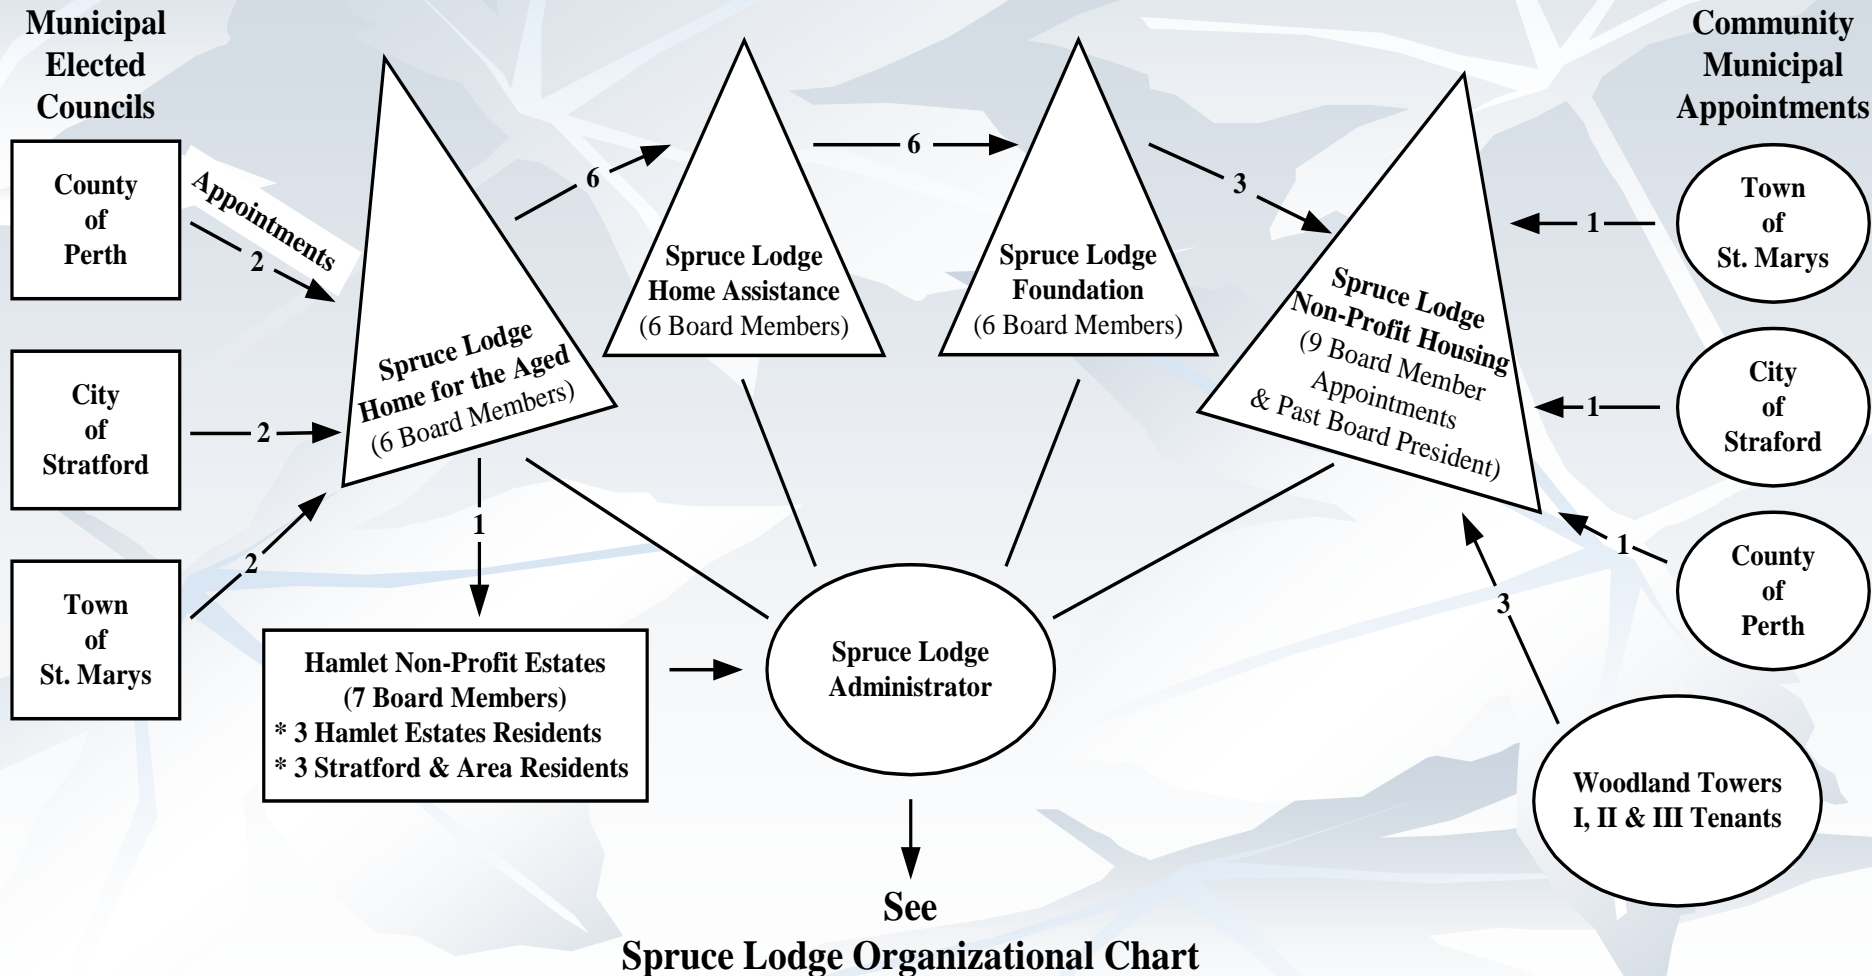 Municipal
Elected
Councils
County
of
Perth
City
of
Stratford
Town
of
St. Marys
Appointments
2
2
2
Spruce Lodge
Home for the Aged
(6 Board Members)
6
Spruce Lodge
Home Assistance
(6 Board Members)
6
Spruce Lodge
Foundation
(6 Board Members)
3
Spruce Lodge
Non-Profit Housing
(9 Board Member
Appointments
& Past Board President)
Community
Municipal
Appointments
1
Town
of
St. Marys
1
City
of
Straford
1
County
of
Perth
3
Woodland Towers
I, II & III Tenants
1
Hamlet Non-Profit Estates
(7 Board Members)
* 3 Hamlet Estates Residents
* 3 Stratford & Area Residents
Spruce Lodge
Administrator
See
Spruce Lodge Organizational Chart